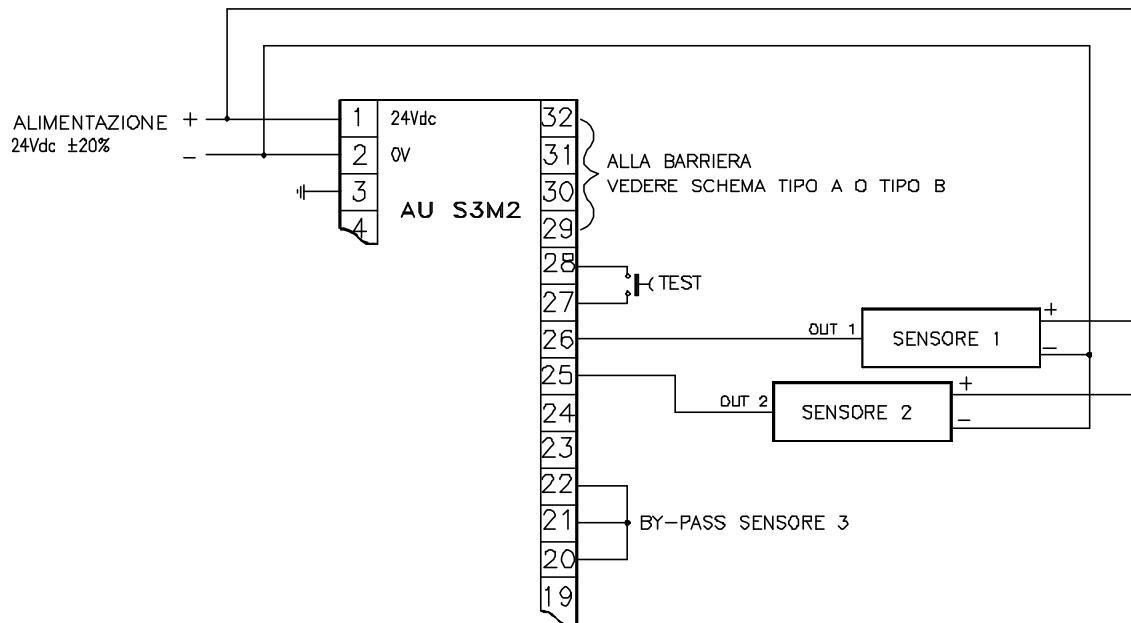 ALIMENTAZIONE +
24Vdc ±20%
−
1 24Vdc
2 0V
3
4
AU S3M2
32
31
30
29
28
27
26
25
24
23
22
21
20
19
ALLA BARRIERA
VEDERE SCHEMA TIPO A O TIPO B
TEST
OUT 1 SENSORE 1 +
−
OUT 2 SENSORE 2 +
−
BY-PASS SENSORE 3